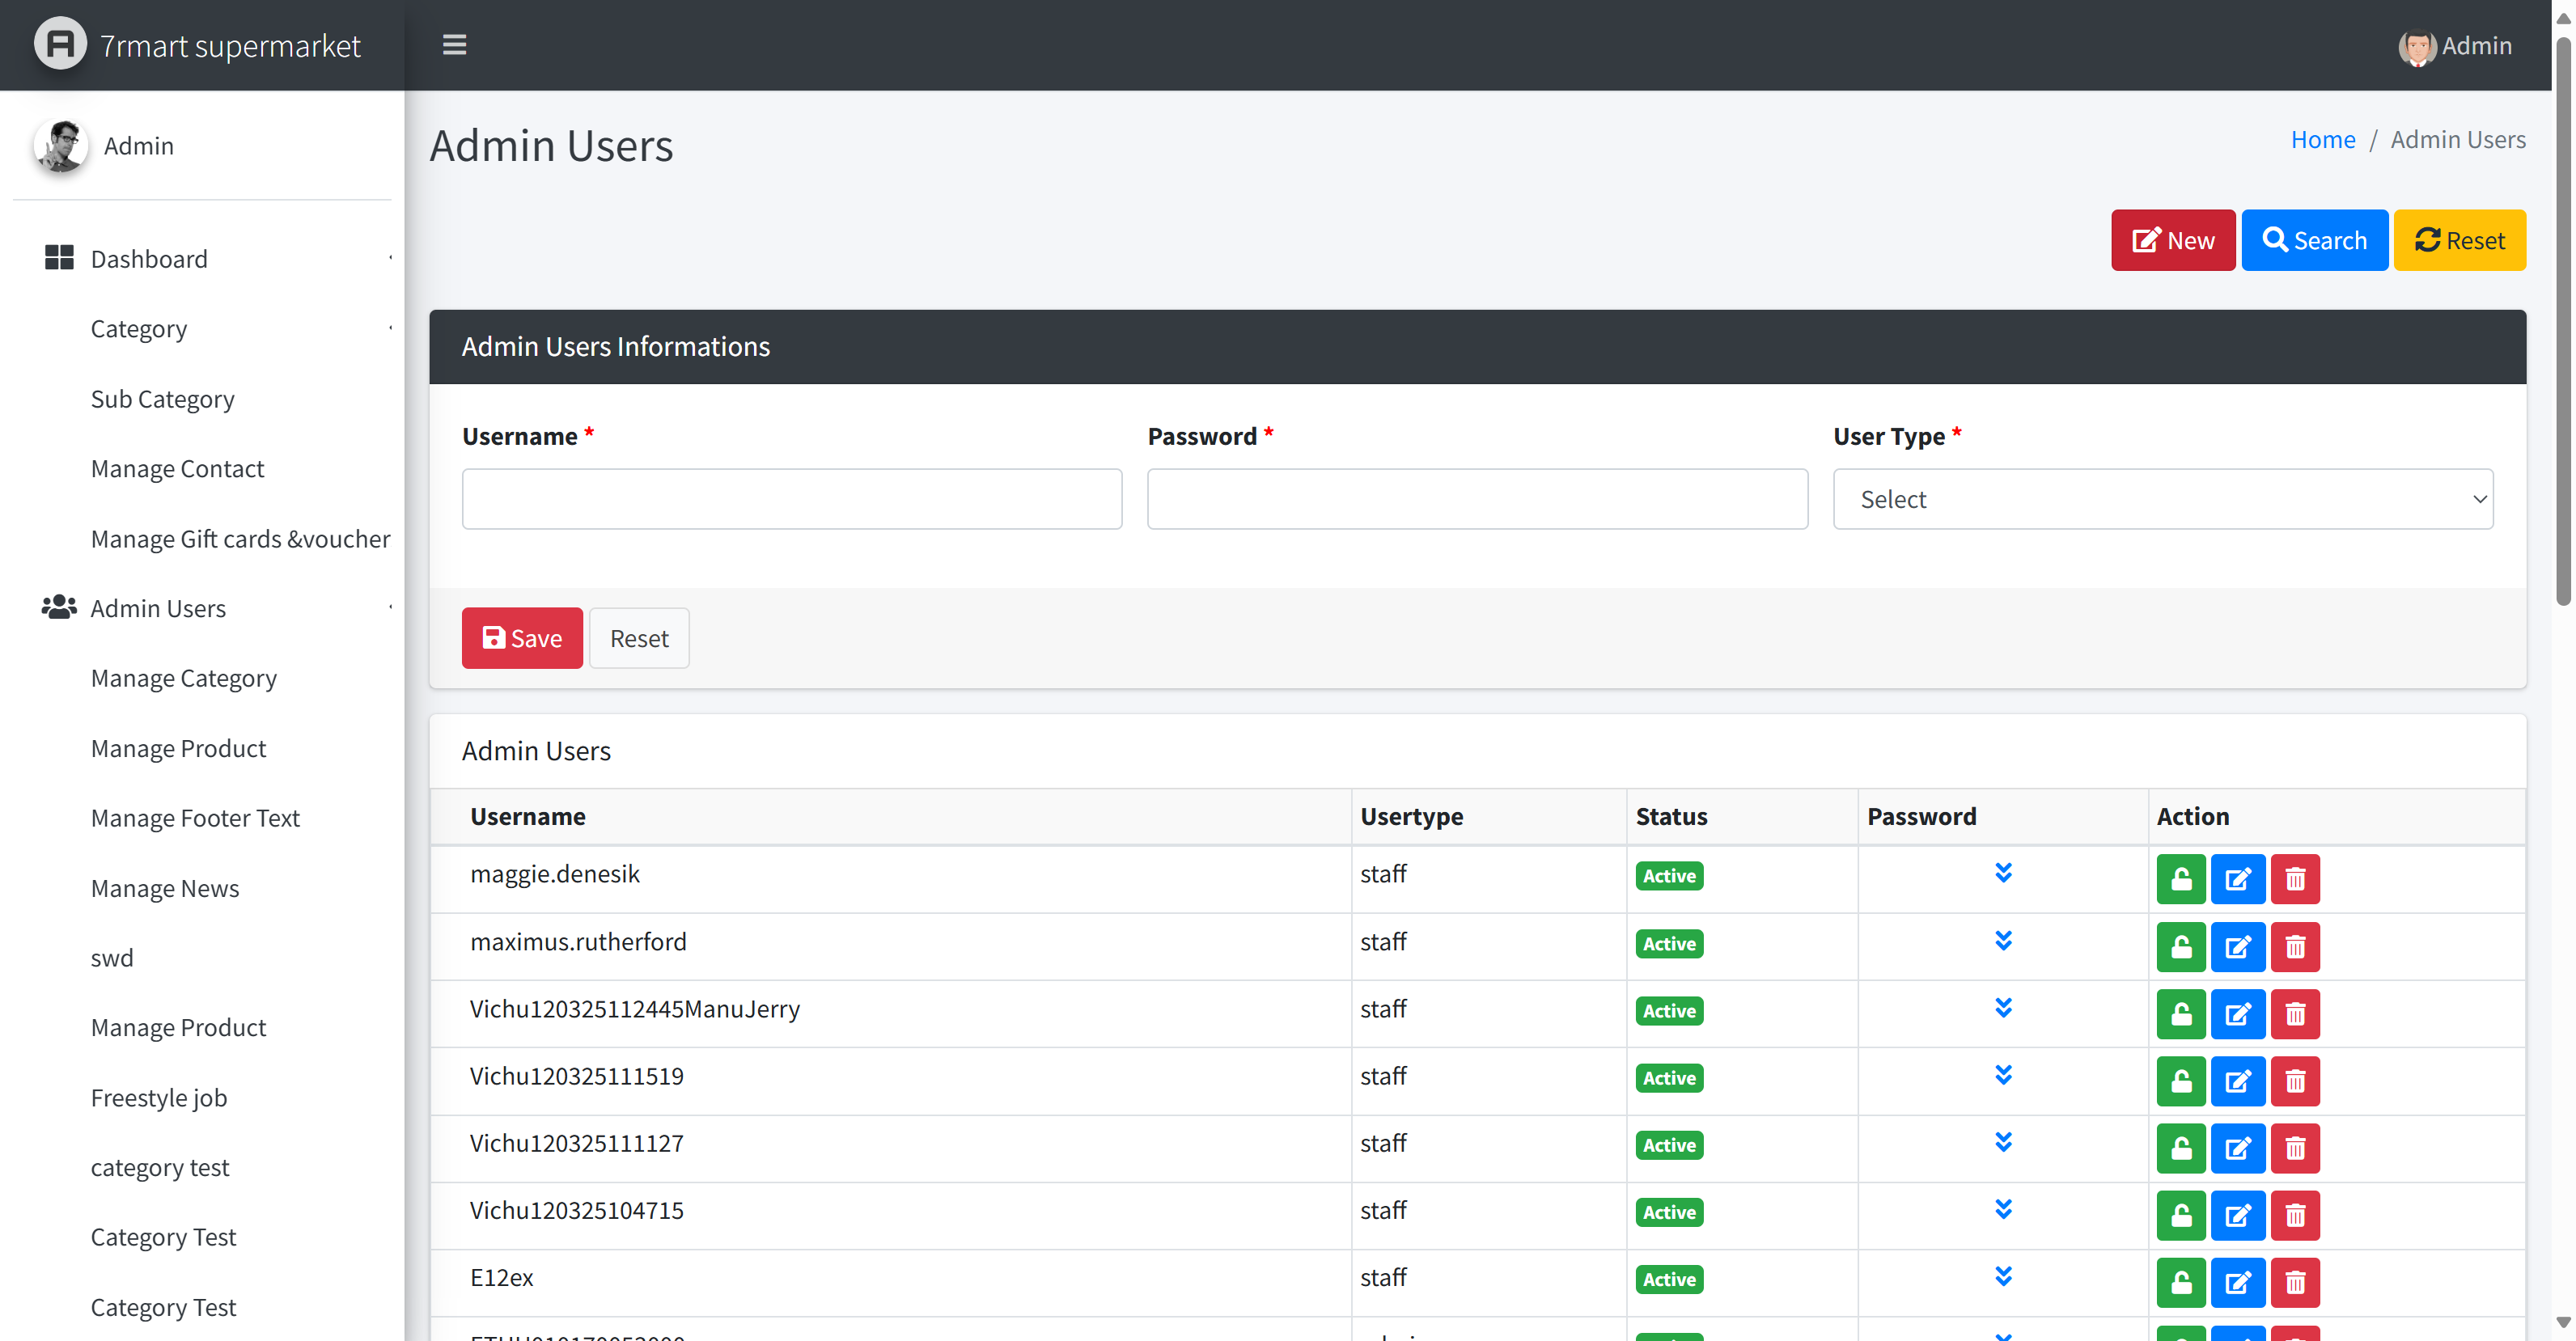 7rmart supermarket
Admin
Admin
Admin Users
Home / Admin Users
New Search Reset
Dashboard
Category
Sub Category
Manage Contact
Manage Gift cards &voucher
Admin Users
Manage Category
Manage Product
Manage Footer Text
Manage News
swd
Manage Product
Freestyle job
category test
Category Test
Category Test
Admin Users Informations
Username * Password * User Type *
Select
Save Reset
Admin Users
Username Usertype Status Password Action
maggie.denesik staff Active
maximus.rutherford staff Active
Vichu120325112445ManuJerry staff Active
Vichu120325111519 staff Active
Vichu120325111127 staff Active
Vichu120325104715 staff Active
E12ex staff Active